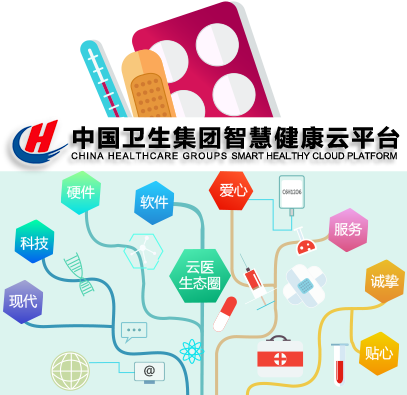 中国卫生集团智慧健康云平台
CHINA HEALTHCARE GROUPS SMART HEALTHY CLOUD PLATFORM
硬件
软件
爱心
科技
服务
云医
生态圈
诚挚
现代
贴心
@